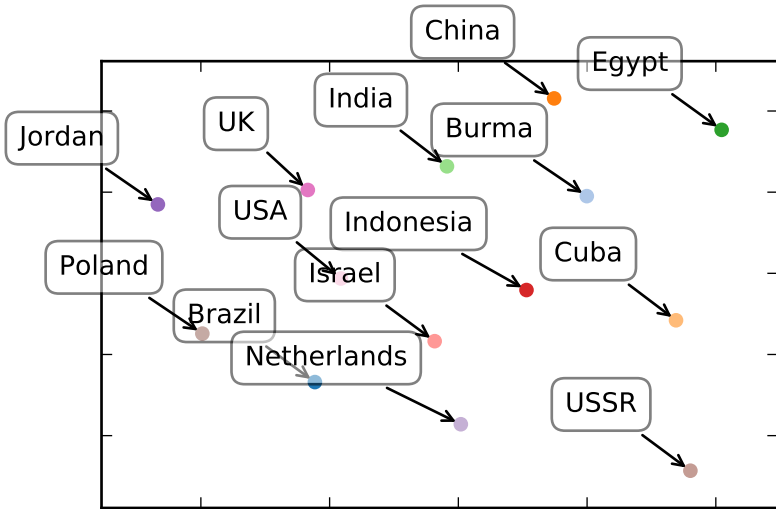 China
Egypt
India
UK
Burma
Jordan
USA
Indonesia
Cuba
Poland
Israel
Brazil
Netherlands
USSR